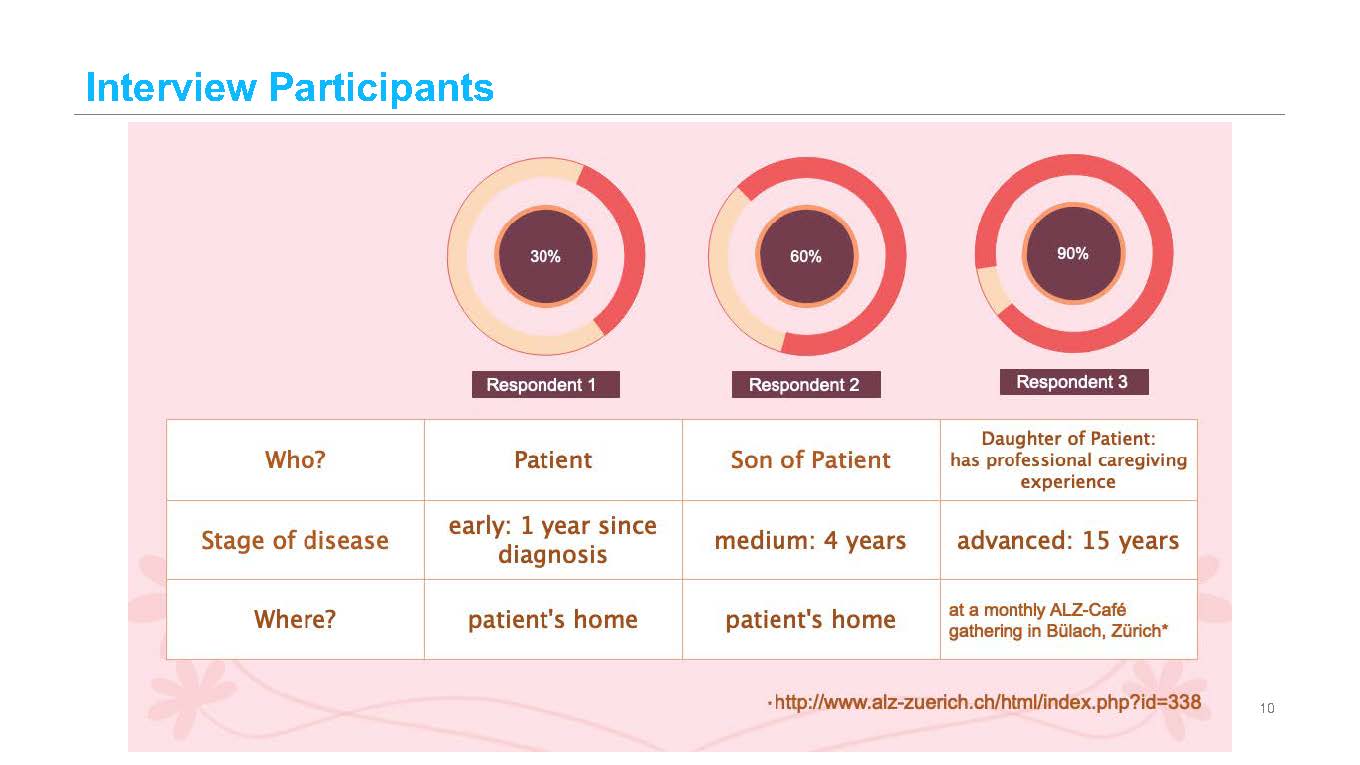 Interview Participants
30%
60%
90%
Respondent 1
Respondent 2
Respondent 3
Who?
Patient
Son of Patient
Daughter of Patient:
has professional caregiving
experience
Stage of disease
early: 1 year since
diagnosis
medium: 4 years
advanced: 15 years
Where?
patient's home
patient's home
at a monthly ALZ-Café
gathering in Bülach, Zürich*
·http://www.alz-zuerich.ch/html/index.php?id=338
10